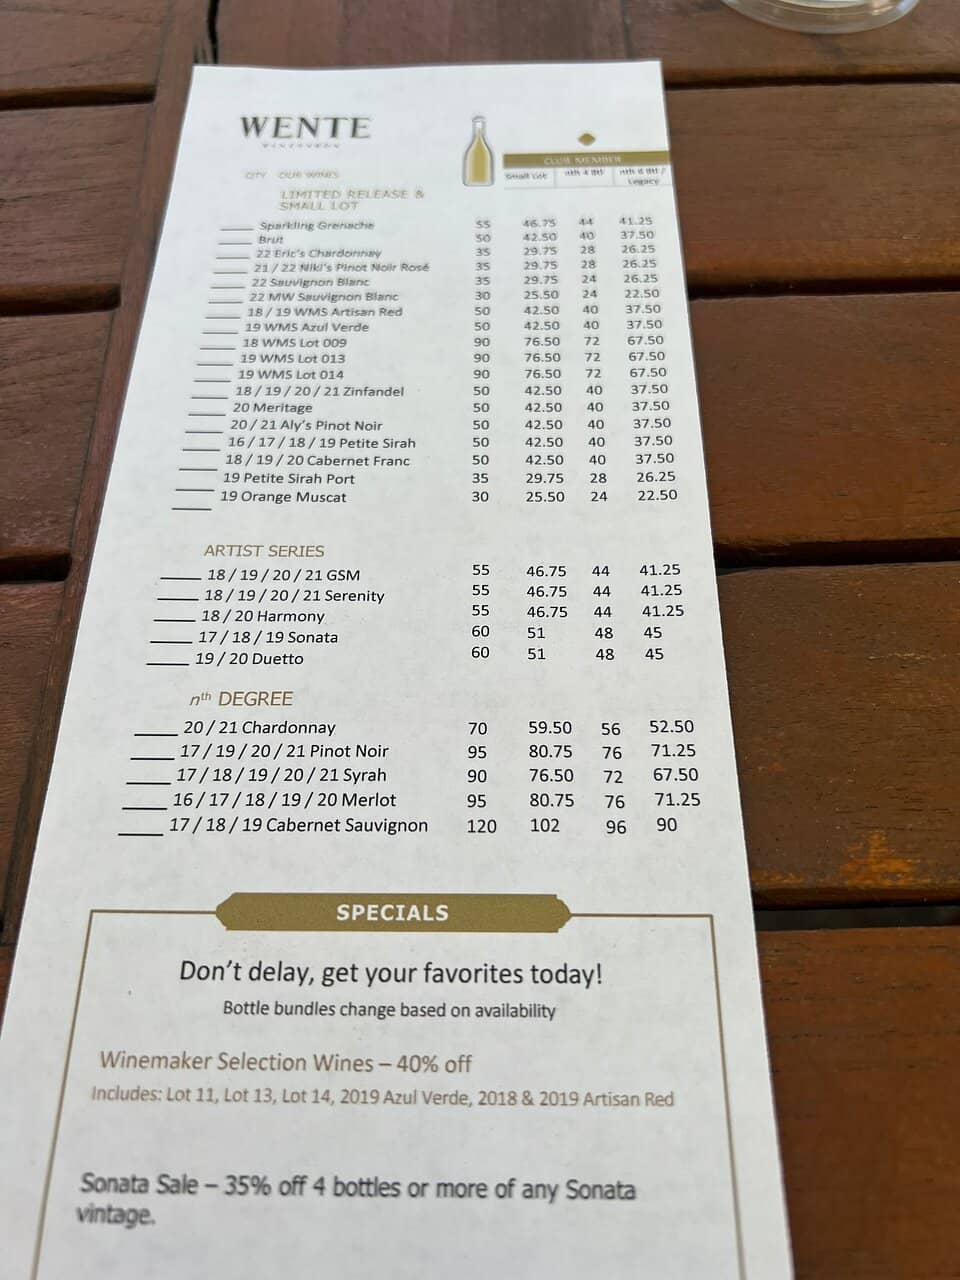 WENTE
VINEYARDS
CLUB MEMBER
QTY OUR WINES Small Lot nth 4 Btl nth 6 Btl /
Legacy
LIMITED RELEASE &
SMALL LOT
Sparkling Grenache 55 46.75 44 41.25
Brut 50 42.50 40 37.50
22 Eric's Chardonnay 35 29.75 28 26.25
21 / 22 Niki's Pinot Noir Rosé 35 29.75 28 26.25
22 Sauvignon Blanc 35 29.75 24 26.25
22 MW Sauvignon Blanc 30 25.50 24 22.50
18 / 19 WMS Artisan Red 50 42.50 40 37.50
19 WMS Azul Verde 50 42.50 40 37.50
18 WMS Lot 009 90 76.50 72 67.50
19 WMS Lot 013 90 76.50 72 67.50
19 WMS Lot 014 90 76.50 72 67.50
18 / 19 / 20 / 21 Zinfandel 50 42.50 40 37.50
20 Meritage 50 42.50 40 37.50
20 / 21 Aly's Pinot Noir 50 42.50 40 37.50
16 / 17 / 18 / 19 Petite Sirah 50 42.50 40 37.50
18 / 19 / 20 Cabernet Franc 50 42.50 40 37.50
19 Petite Sirah Port 35 29.75 28 26.25
19 Orange Muscat 30 25.50 24 22.50
ARTIST SERIES
18 / 19 / 20 / 21 GSM 55 46.75 44 41.25
18 / 19 / 20 / 21 Serenity 55 46.75 44 41.25
18 / 20 Harmony 55 46.75 44 41.25
17 / 18 / 19 Sonata 60 51 48 45
19 / 20 Duetto 60 51 48 45
nth DEGREE
20 / 21 Chardonnay 70 59.50 56 52.50
17 / 19 / 20 / 21 Pinot Noir 95 80.75 76 71.25
17 / 18 / 19 / 20 / 21 Syrah 90 76.50 72 67.50
16 / 17 / 18 / 19 / 20 Merlot 95 80.75 76 71.25
17 / 18 / 19 Cabernet Sauvignon 120 102 96 90
SPECIALS
Don't delay, get your favorites today!
Bottle bundles change based on availability
Winemaker Selection Wines – 40% off
Includes: Lot 11, Lot 13, Lot 14, 2019 Azul Verde, 2018 & 2019 Artisan Red
Sonata Sale – 35% off 4 bottles or more of any Sonata
vintage.